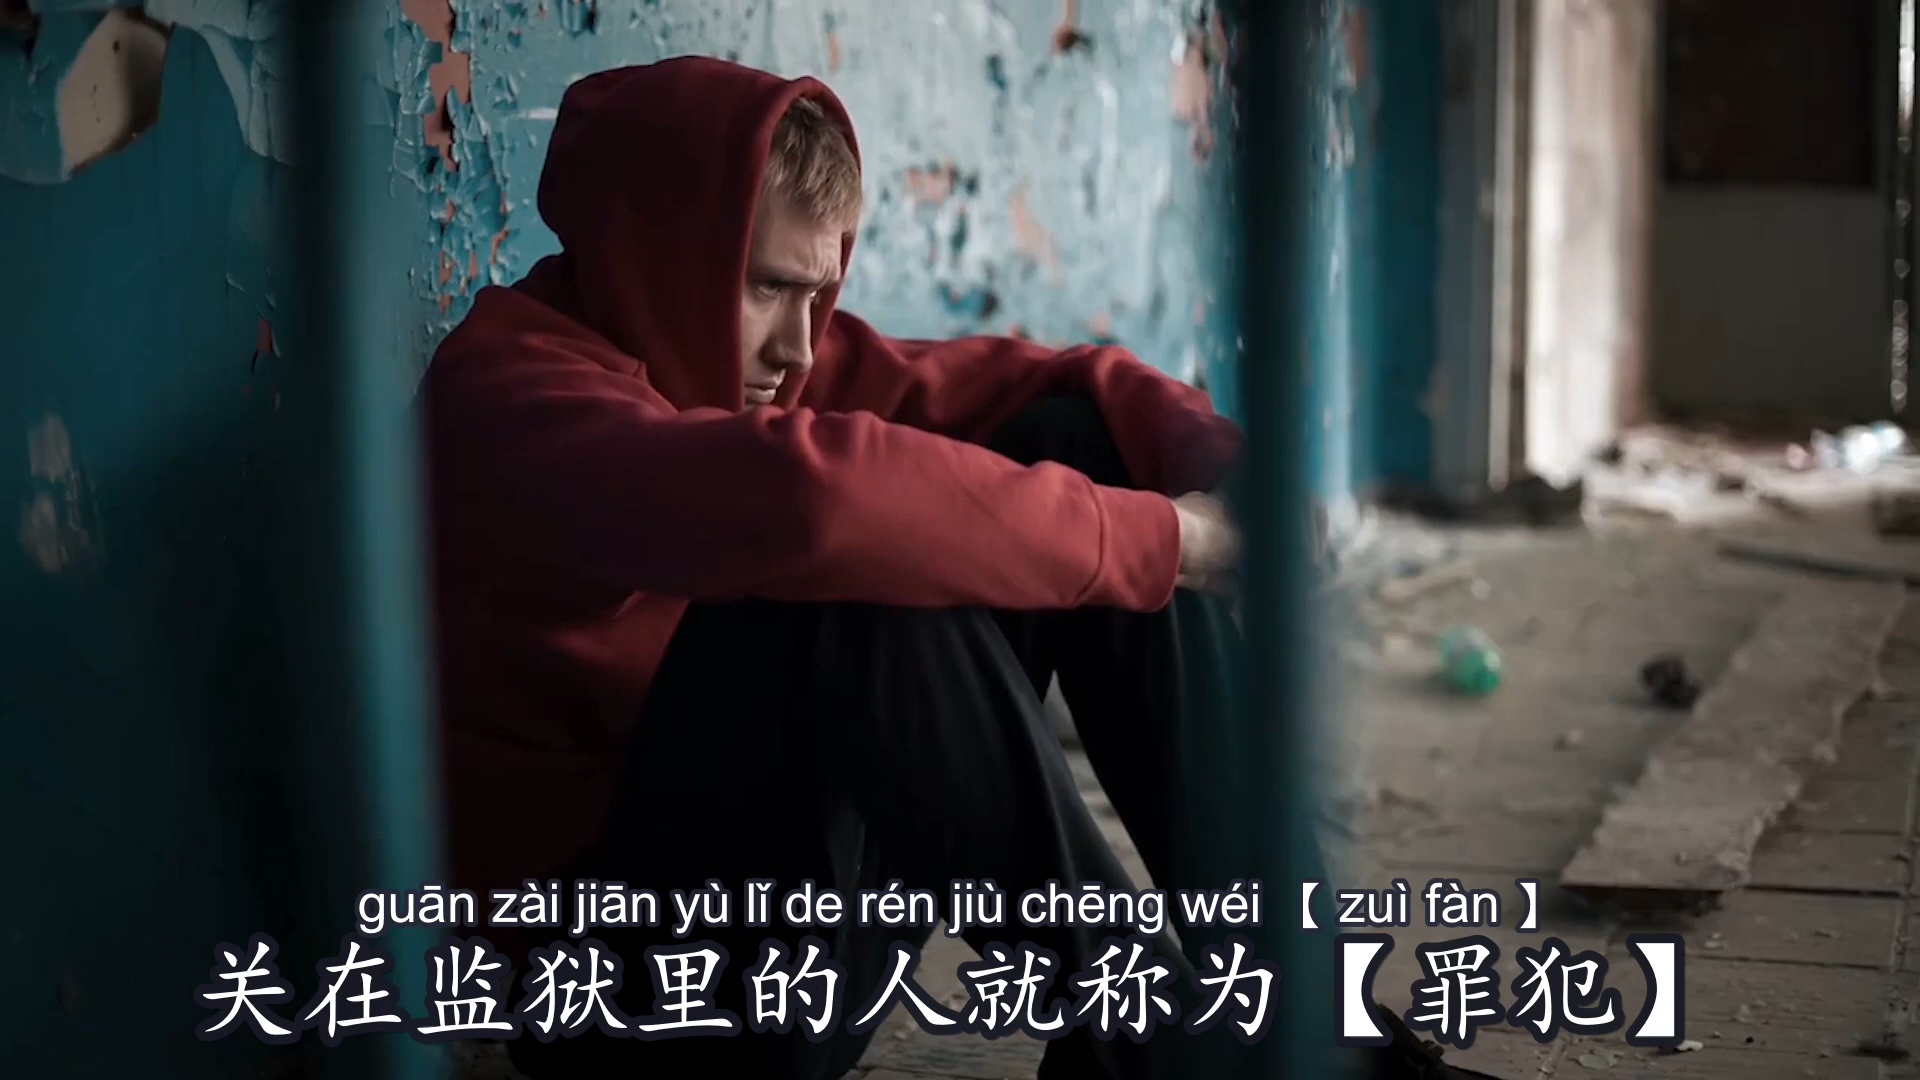 guān zài jiān yù lǐ de rén jiù chēng wéi 【 zuì fàn 】
关在监狱里的人就称为【罪犯】